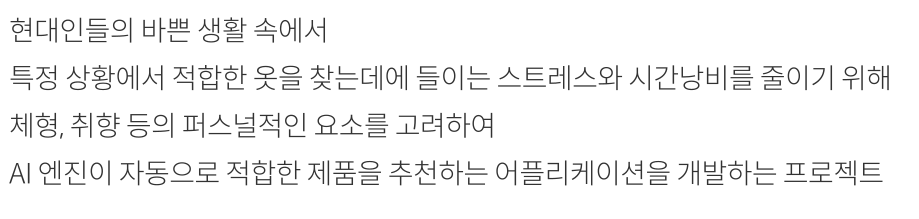 현대인들의 바쁜 생활 속에서
특정 상황에서 적합한 옷을 찾는데에 들이는 스트레스와 시간낭비를 줄이기 위해
체형, 취향 등의 퍼스널적인 요소를 고려하여
AI 엔진이 자동으로 적합한 제품을 추천하는 어플리케이션을 개발하는 프로젝트